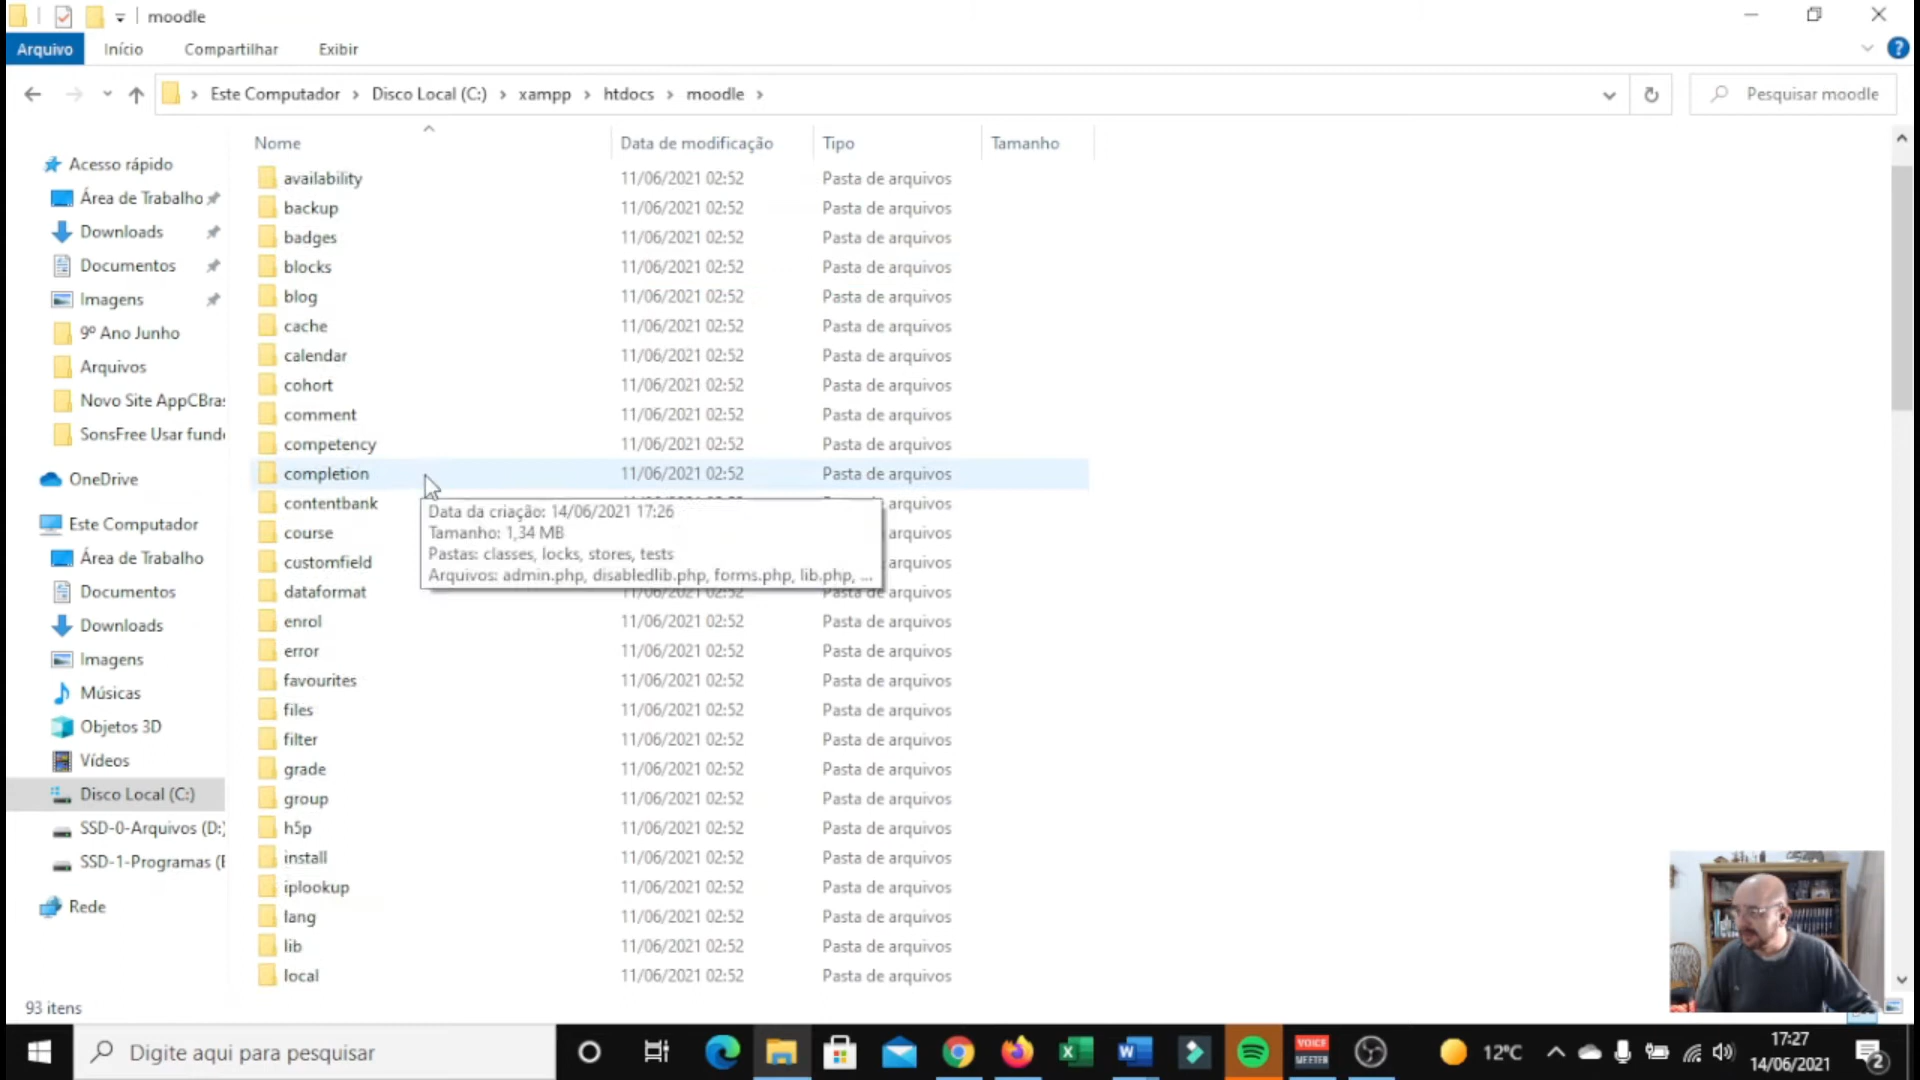 moodle
Arquivo Início Compartilhar Exibir
Este Computador Disco Local (C:) xampp htdocs moodle Pesquisar moodle
Nome Data de modificação Tipo Tamanho
Acesso rápido
Área de Trabalho
Downloads
Documentos
Imagens
9º Ano Junho
Arquivos
Novo Site AppCBras
SonsFree Usar fund
OneDrive
Este Computador
Área de Trabalho
Documentos
Downloads
Imagens
Músicas
Objetos 3D
Vídeos
Disco Local (C:)
SSD-0-Arquivos (D:)
SSD-1-Programas (E
Rede
availability 11/06/2021 02:52 Pasta de arquivos
backup 11/06/2021 02:52 Pasta de arquivos
badges 11/06/2021 02:52 Pasta de arquivos
blocks 11/06/2021 02:52 Pasta de arquivos
blog 11/06/2021 02:52 Pasta de arquivos
cache 11/06/2021 02:52 Pasta de arquivos
calendar 11/06/2021 02:52 Pasta de arquivos
cohort 11/06/2021 02:52 Pasta de arquivos
comment 11/06/2021 02:52 Pasta de arquivos
competency 11/06/2021 02:52 Pasta de arquivos
completion 11/06/2021 02:52 Pasta de arquivos
contentbank arquivos
course arquivos
customfield arquivos
dataformat 11/06/2021 02:52 Pasta de arquivos
Data da criação: 14/06/2021 17:26
Tamanho: 1,34 MB
Pastas: classes, locks, stores, tests
Arquivos: admin.php, disabledlib.php, forms.php, lib.php, ...
enrol 11/06/2021 02:52 Pasta de arquivos
error 11/06/2021 02:52 Pasta de arquivos
favourites 11/06/2021 02:52 Pasta de arquivos
files 11/06/2021 02:52 Pasta de arquivos
filter 11/06/2021 02:52 Pasta de arquivos
grade 11/06/2021 02:52 Pasta de arquivos
group 11/06/2021 02:52 Pasta de arquivos
h5p 11/06/2021 02:52 Pasta de arquivos
install 11/06/2021 02:52 Pasta de arquivos
iplookup 11/06/2021 02:52 Pasta de arquivos
lang 11/06/2021 02:52 Pasta de arquivos
lib 11/06/2021 02:52 Pasta de arquivos
local 11/06/2021 02:52 Pasta de arquivos
93 itens
Digite aqui para pesquisar
VOICE
MEETER
12°C
17:27
14/06/2021
2